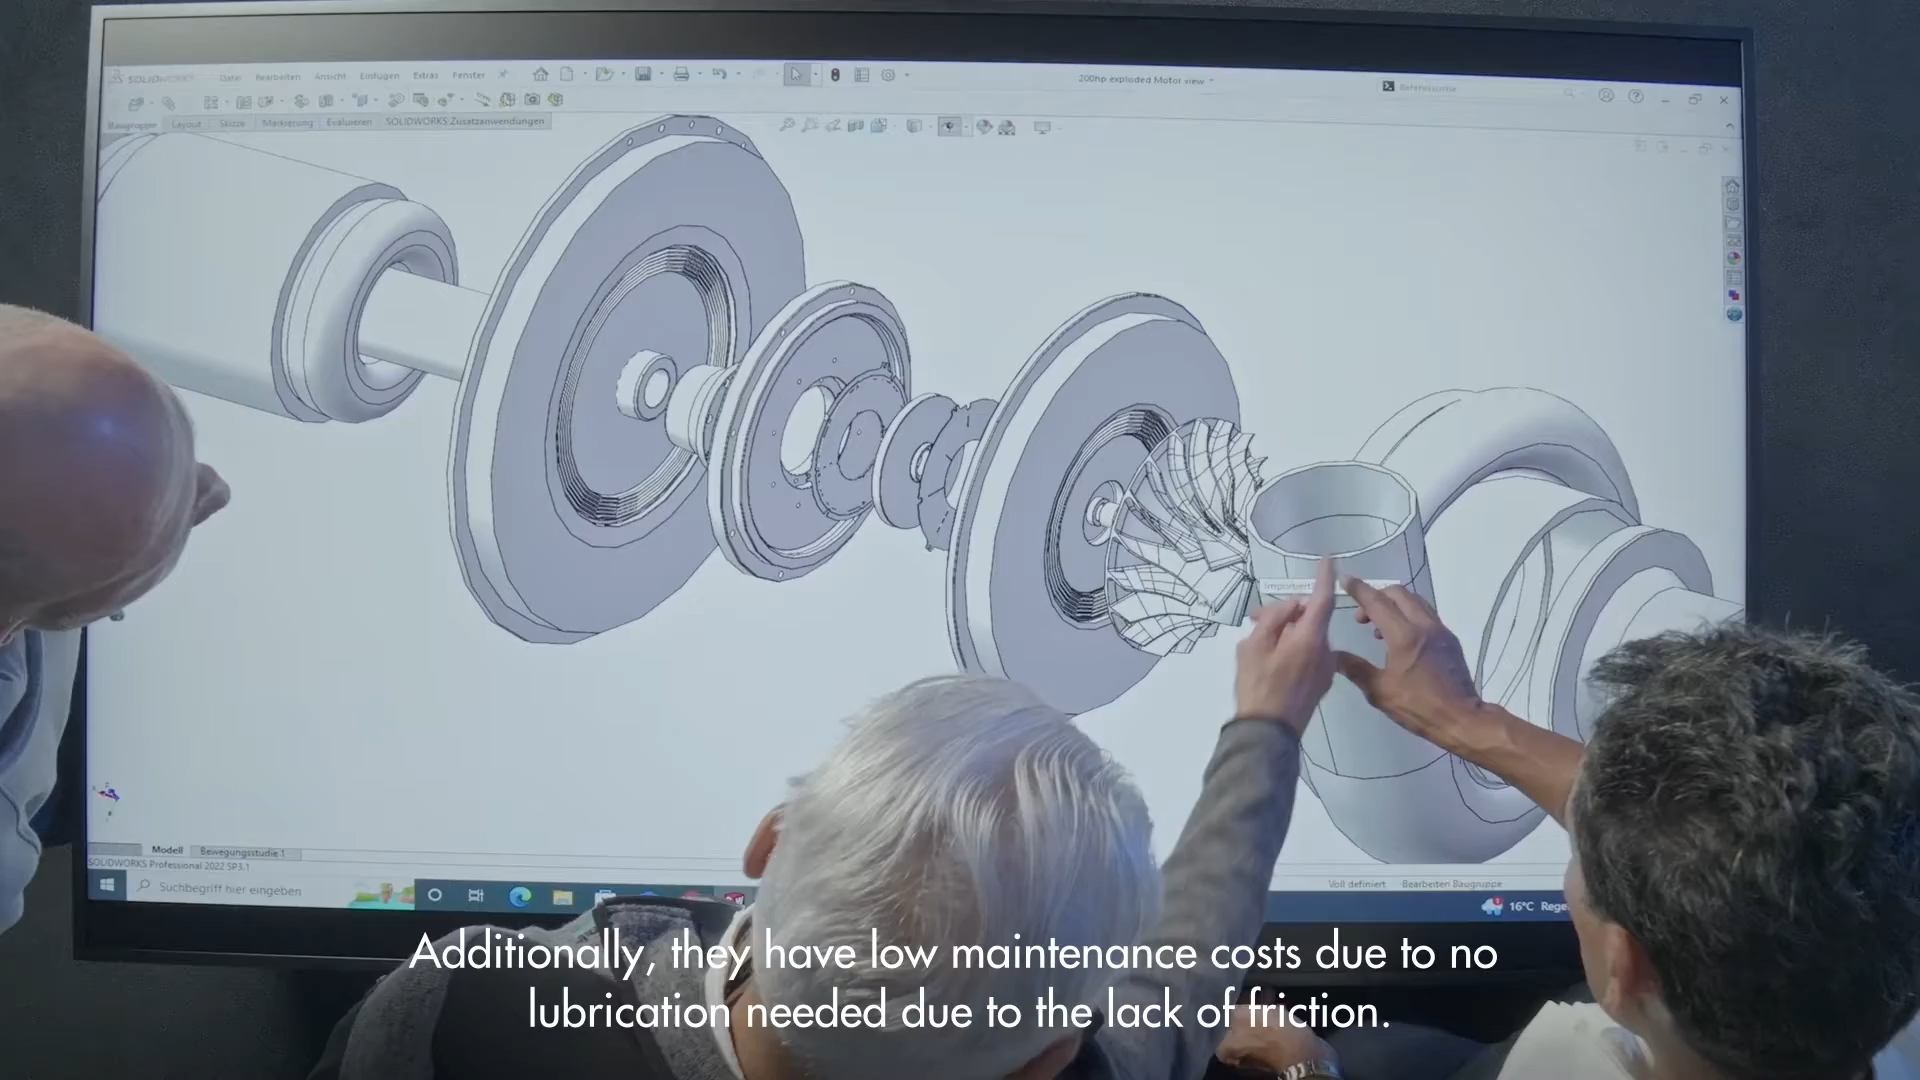 SOLIDWORKS Datei Bearbeiten Ansicht Einfügen Extras Fenster
200hp exploded Motor view
Baugruppe Layout Skizze Markierung Evaluieren SOLIDWORKS Zusatzanwendungen
Importiert
Modell Bewegungsstudie 1
SOLIDWORKS Professional 2022 SP3.1
Voll definiert Bearbeiten Baugruppe
Suchbegriff hier eingeben
16°C Rege
Additionally, they have low maintenance costs due to no
lubrication needed due to the lack of friction.